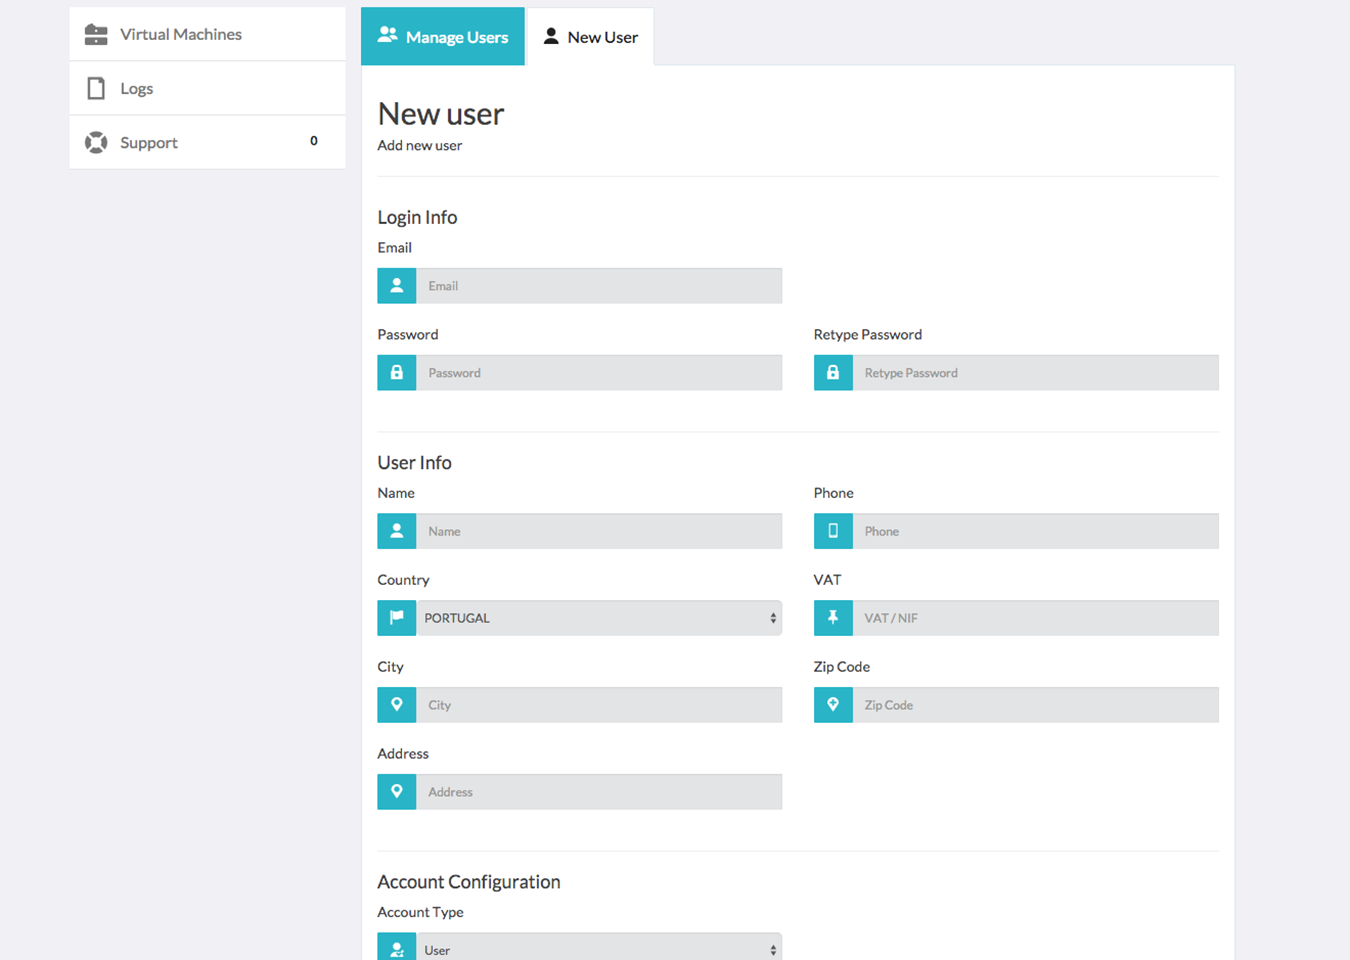 Virtual Machines
Logs
Support 0
Manage Users
New User
New user
Add new user
Login Info
Email
Email
Password Retype Password
Password Retype Password
User Info
Name Phone
Name Phone
Country VAT
PORTUGAL VAT / NIF
City Zip Code
City Zip Code
Address
Address
Account Configuration
Account Type
User